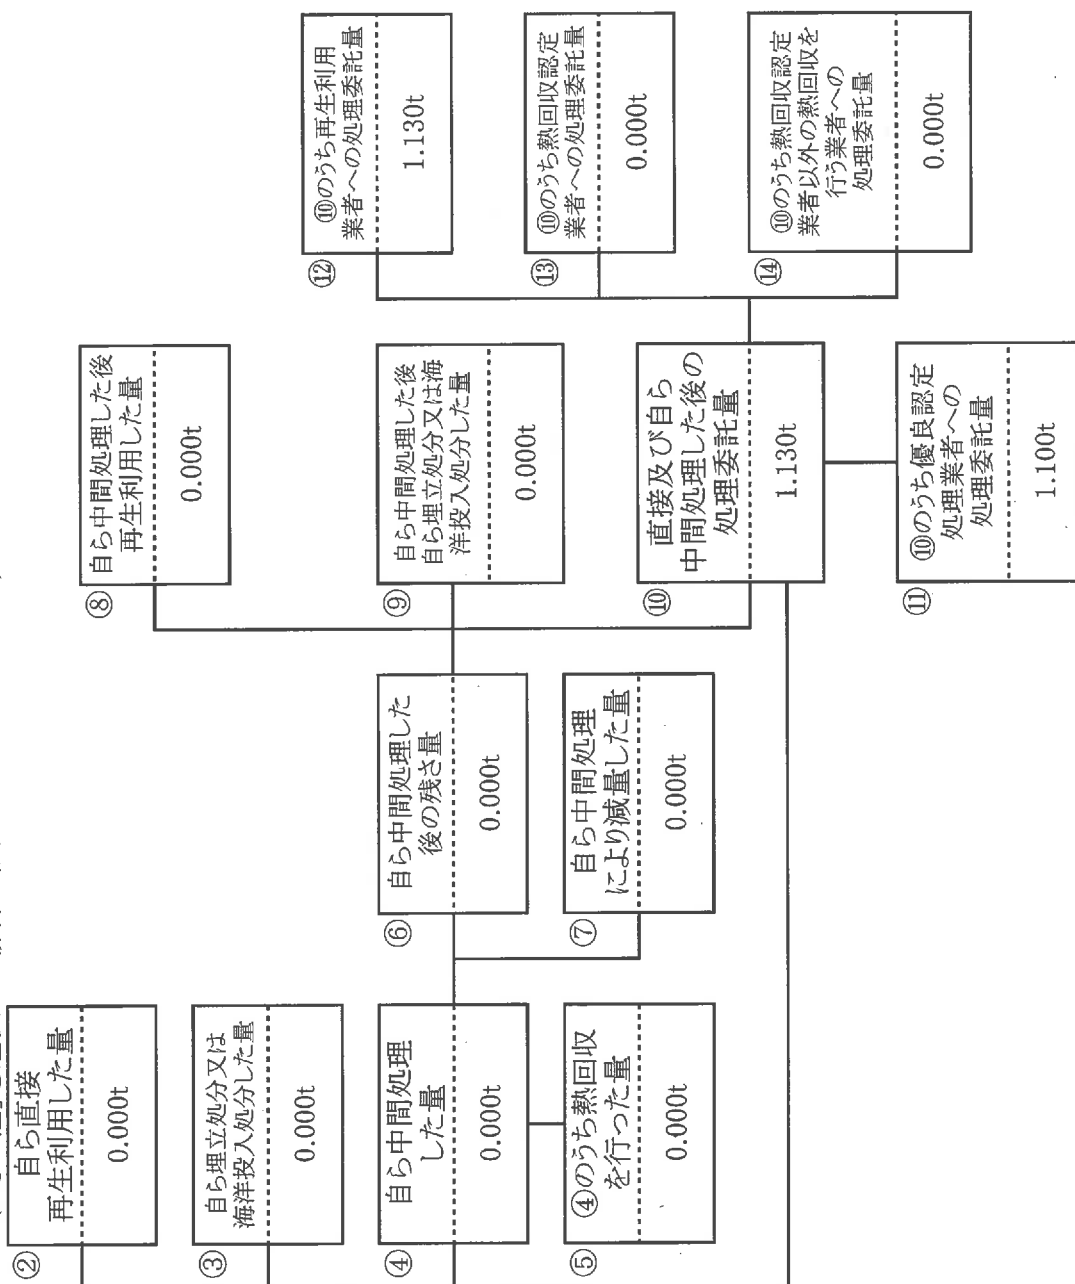 ②
自ら直接
再生利用した量
0.000t
③
自ら埋立処分又は
海洋投入処分した量
0.000t
④
自ら中間処理
した量
0.000t
⑤
④のうち熱回収
を行った量
0.000t
⑥
自ら中間処理した
後の残さ量
0.000t
⑦
自ら中間処理
により減量した量
0.000t
⑧
自ら中間処理した後
再生利用した量
0.000t
⑨
自ら中間処理した後
自ら埋立処分又は海
洋投入処分した量
0.000t
⑩
直接及び自ら
中間処理した後の
処理委託量
1.130t
⑪
⑩のうち優良認定
処理業者への
処理委託量
1.100t
⑫
⑩のうち再生利用
業者への処理委託量
1.130t
⑬
⑩のうち熱回収認定
業者への処理委託量
0.000t
⑭
⑩のうち熱回収認定
業者以外の熱回収を
行う業者への
処理委託量
0.000t